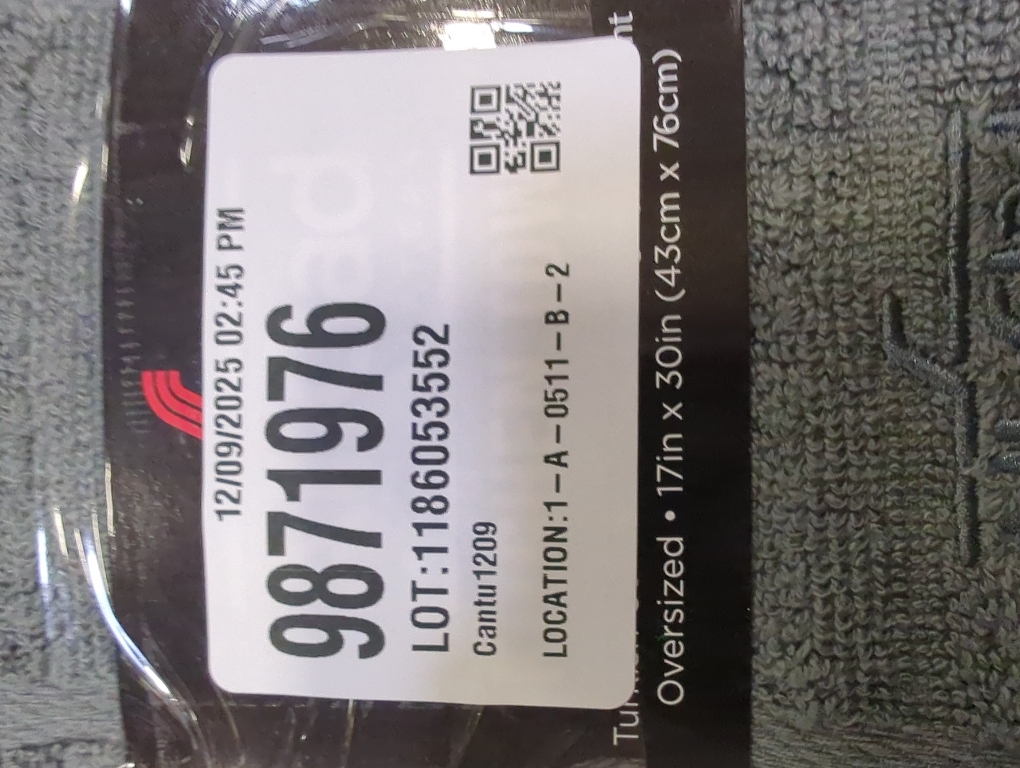 12/09/2025 02:45 PM
9871976
LOT:1186053552
Cantu1209
LOCATION:1-A-0511-B-2
Oversized • 17in x 30in (43cm x 76cm)